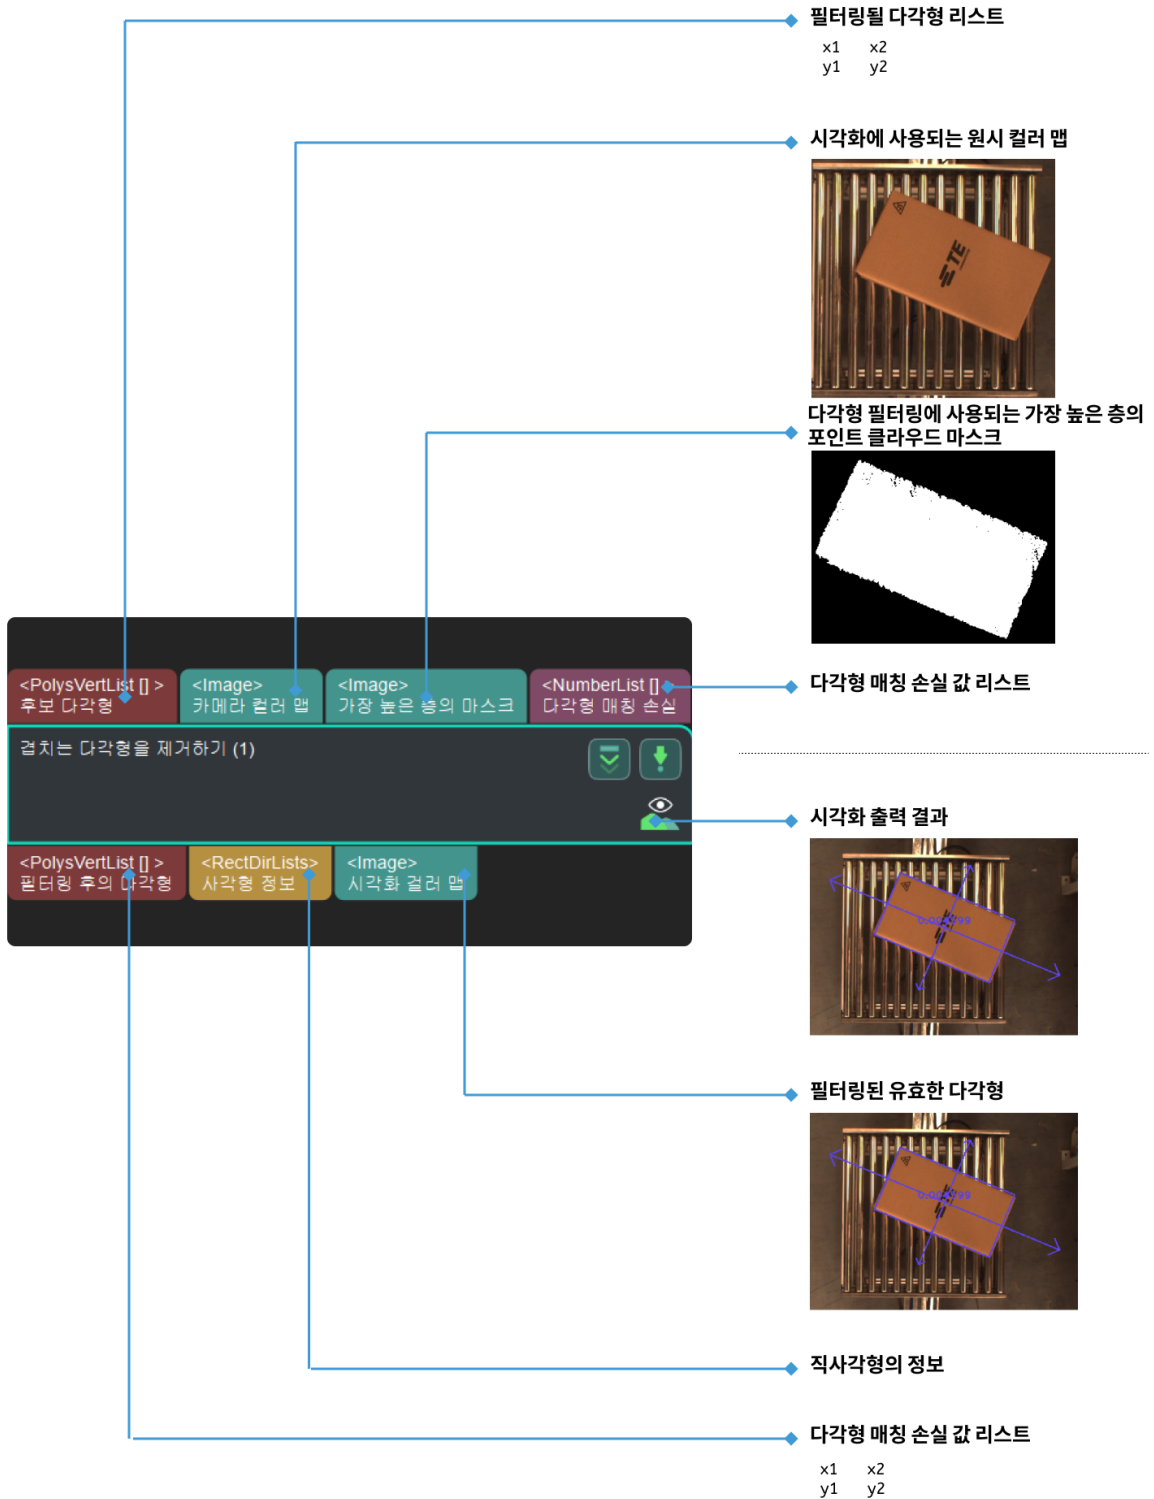 필터링될 다각형 리스트
x1 x2
y1 y2
시각화에 사용되는 원시 컬러 맵
TE
다각형 필터링에 사용되는 가장 높은 층의
포인트 클라우드 마스크
<PolysVertList [] >
후보 다각형
<Image>
카메라 컬러 맵
<Image>
가장 높은 층의 마스크
<NumberList []
다각형 매칭 손실
다각형 매칭 손실 값 리스트
겹치는 다각형을 제거하기 (1)
시각화 출력 결과
<PolysVertList [] >
필터링 후의 다각형
<RectDirLists>
사각형 정보
<Image>
시각화 컬러 맵
필터링된 유효한 다각형
직사각형의 정보
다각형 매칭 손실 값 리스트
x1 x2
y1 y2